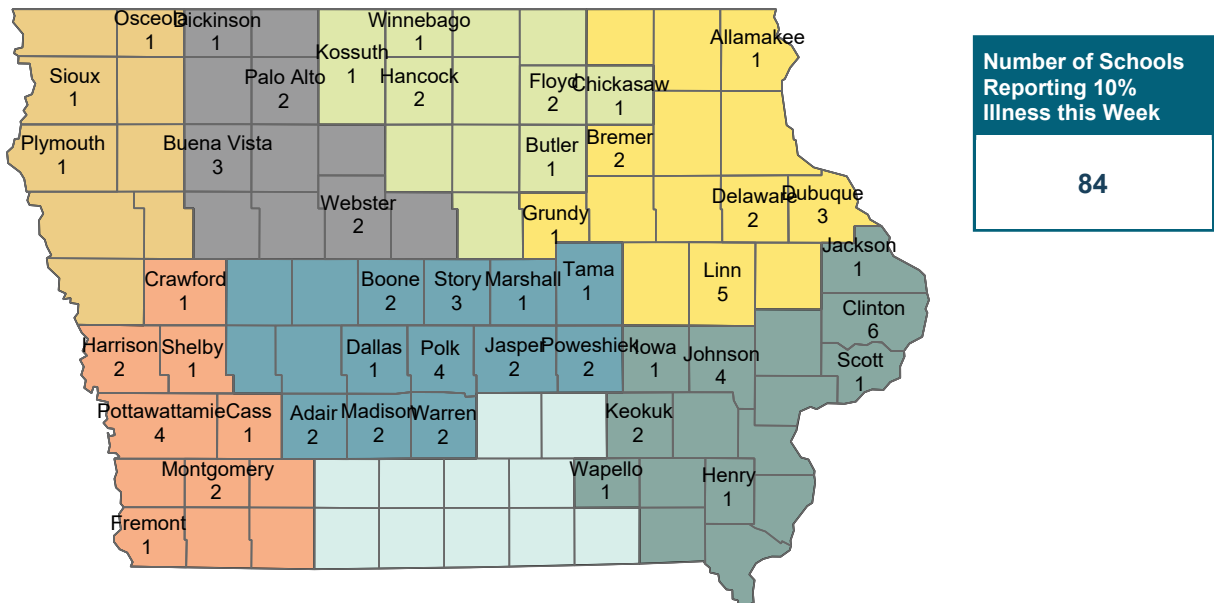 Osceola
1
Dickinson
1
Winnebago
1
Kossuth
1
Allamakee
1
Sioux
1
Palo Alto
2
Hancock
2
Floyd
2
Chickasaw
1
Plymouth
1
Buena Vista
3
Butler
1
Bremer
2
Webster
2
Grundy
1
Delaware
2
Dubuque
3
Jackson
1
Crawford
1
Boone
2
Story
3
Marshall
1
Tama
1
Linn
5
Clinton
6
Harrison
2
Shelby
1
Dallas
1
Polk
4
Jasper
2
Poweshiek
2
Iowa
1
Johnson
4
Scott
1
Pottawattamie
4
Cass
1
Adair
2
Madison
2
Warren
2
Keokuk
2
Montgomery
2
Wapello
1
Henry
1
Fremont
1
Number of Schools
Reporting 10%
Illness this Week
84